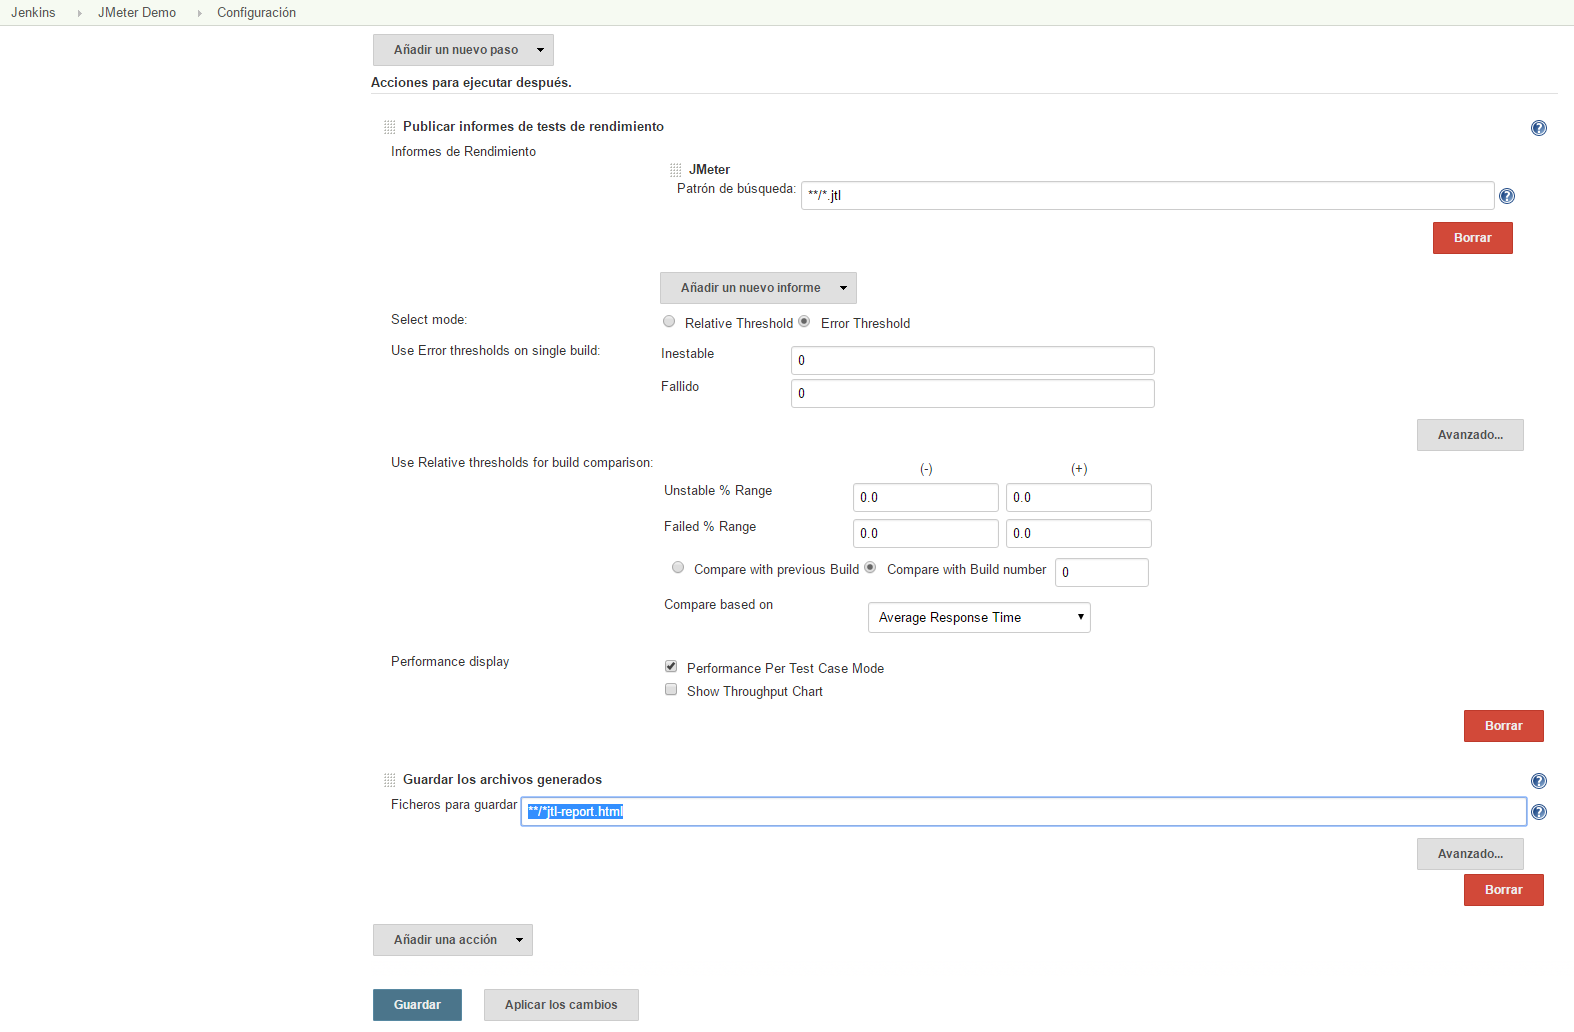 Jenkins JMeter Demo Configuración
Añadir un nuevo paso
Acciones para ejecutar después.
Publicar informes de tests de rendimiento
Informes de Rendimiento
JMeter
Patrón de búsqueda: **/*.jtl
Borrar
Añadir un nuevo informe
Select mode: Relative Threshold Error Threshold
Use Error thresholds on single build: Inestable 0
Fallido 0
Avanzado...
Use Relative thresholds for build comparison:
(-) (+)
Unstable % Range 0.0 0.0
Failed % Range 0.0 0.0
Compare with previous Build Compare with Build number 0
Compare based on Average Response Time
Performance display Performance Per Test Case Mode
Show Throughput Chart
Borrar
Guardar los archivos generados
Ficheros para guardar **/*jtl-report.html
Avanzado...
Borrar
Añadir una acción
Guardar Aplicar los cambios